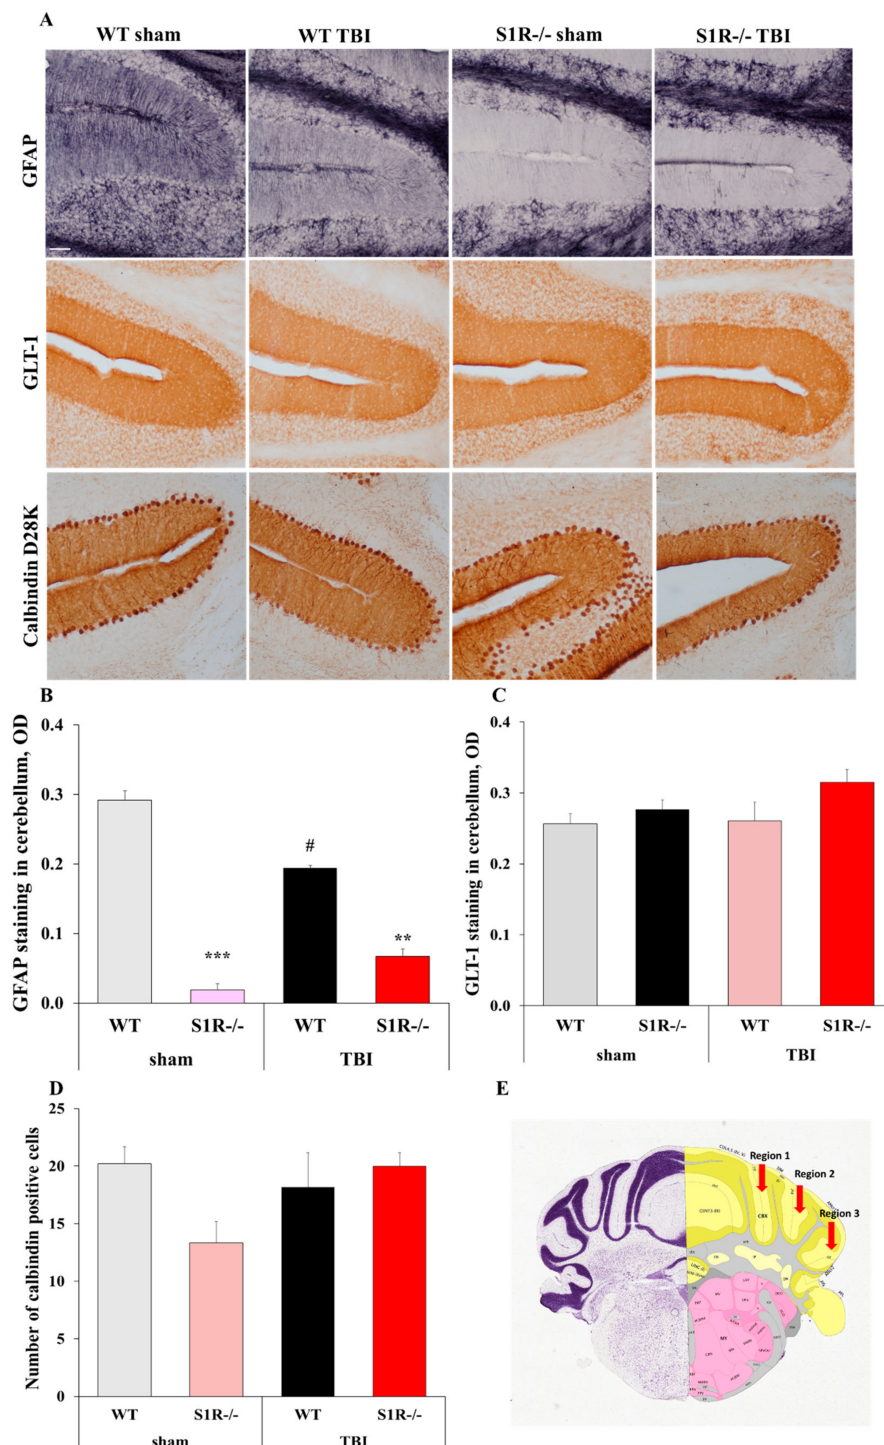 A
WT sham WT TBI S1R-/- sham S1R-/- TBI
GFAP
GLT-1
Calbindin D28K
B
GFAP staining in cerebellum, OD
0.4
0.3
0.2
0.1
0.0
***
#
**
WT S1R-/- WT S1R-/-
sham TBI
C
GLT-1 staining in cerebellum, OD
0.4
0.3
0.2
0.1
0.0
WT S1R-/- WT S1R-/-
sham TBI
D
Number of calbindin positive cells
25
20
15
10
5
0
WT S1R-/- WT S1R-/-
sham TBI
E
Region 1
Region 2
Region 3
CBX
MY